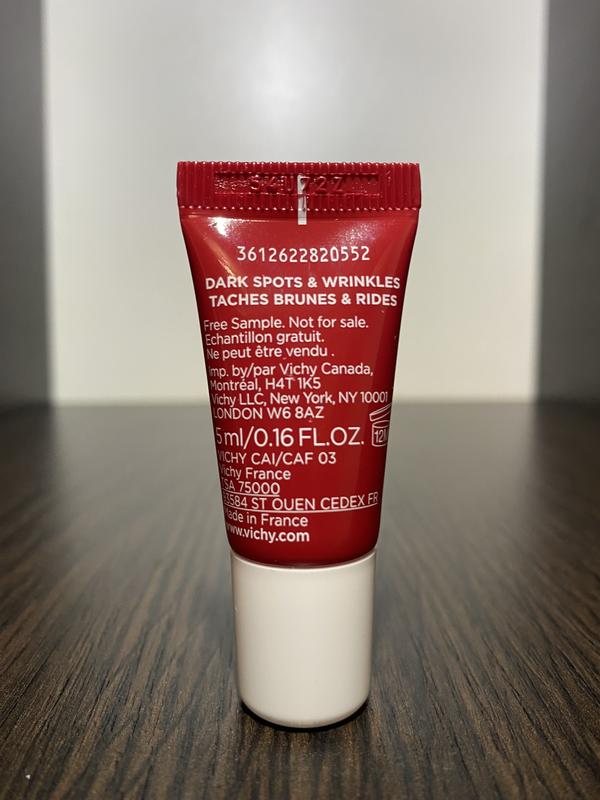 3612622820552
DARK SPOTS & WRINKLES
TACHES BRUNES & RIDES
Free Sample. Not for sale.
Echantillon gratuit.
Ne peut être vendu .
Imp. by/par Vichy Canada,
Montréal, H4T 1K5
Vichy LLC, New York, NY 10001
LONDON W6 8AZ
5 ml/0.16 FL.OZ. 12M
VICHY CAI/CAF 03
Vichy France
TSA 75000
93584 ST OUEN CEDEX FR
Made in France
www.vichy.com